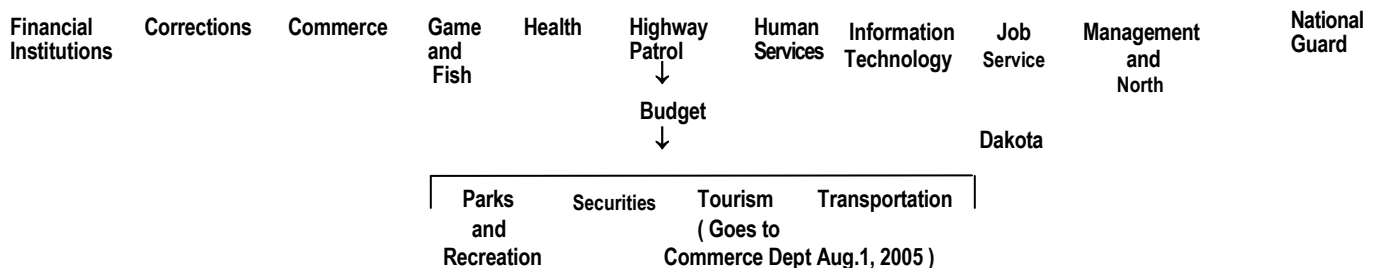 Financial Institutions
Corrections
Commerce
Game and Fish
Health
Highway Patrol
Human Services
Information Technology
Job Service
Management and North
National Guard
↓
Budget
↓
Dakota
Parks and Recreation
Securities
Tourism
( Goes to
Commerce Dept Aug.1, 2005 )
Transportation